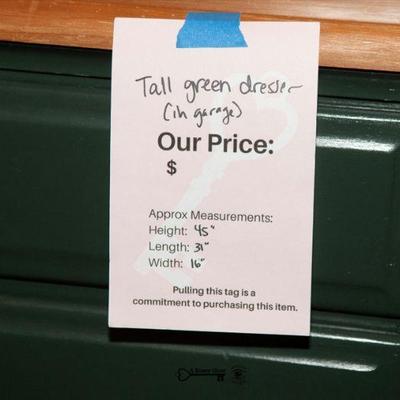 Tall green dresser
(in garage)
Our Price:
$
Approx Measurements:
Height: 45"
Length: 31"
Width: 16"
Pulling this tag is a
commitment to purchasing this item.